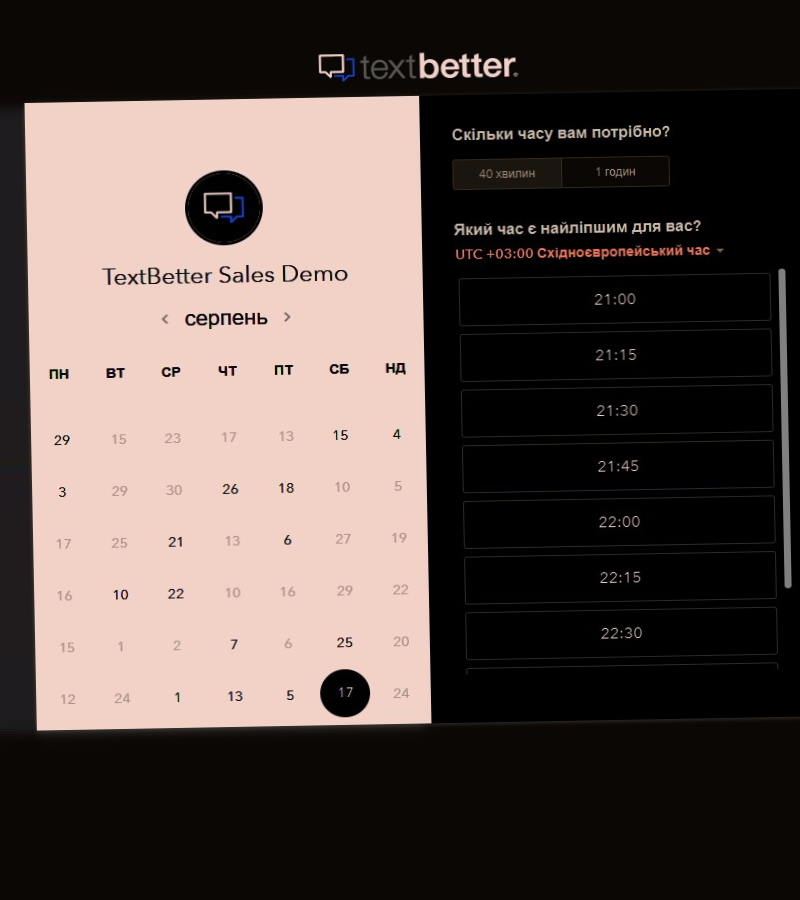 textbetter.
TextBetter Sales Demo
серпень
ПН ВТ СР ЧТ ПТ СБ НД
29 15 23 17 13 15 4
3 29 30 26 18 10 5
17 25 21 13 6 27 19
16 10 22 10 16 29 22
15 1 2 7 6 25 20
12 24 1 13 5 17 24
Скільки часу вам потрібно?
40 хвилин 1 годин
Який час є найліпшим для вас?
UTC +03:00 Східноєвропейський час
21:00
21:15
21:30
21:45
22:00
22:15
22:30